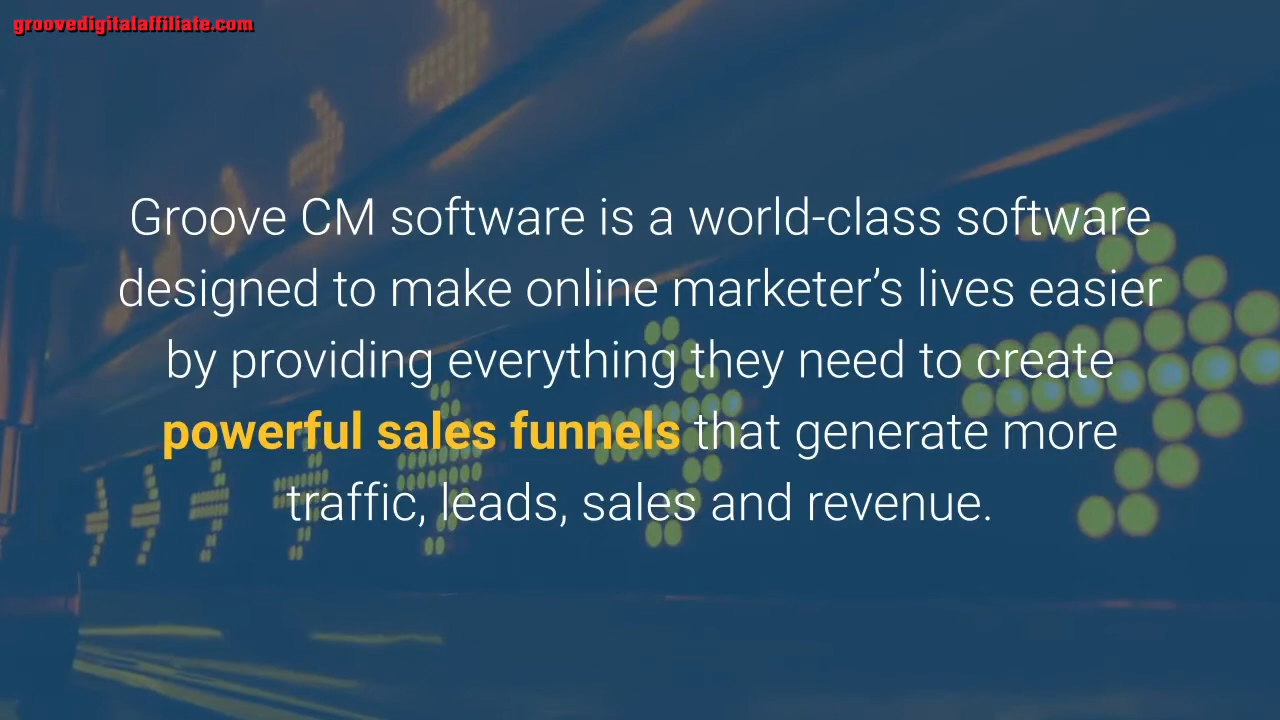 groovedigitalaffiliate.com
Groove CM software is a world-class software
designed to make online marketer’s lives easier
by providing everything they need to create
powerful sales funnels that generate more
traffic, leads, sales and revenue.